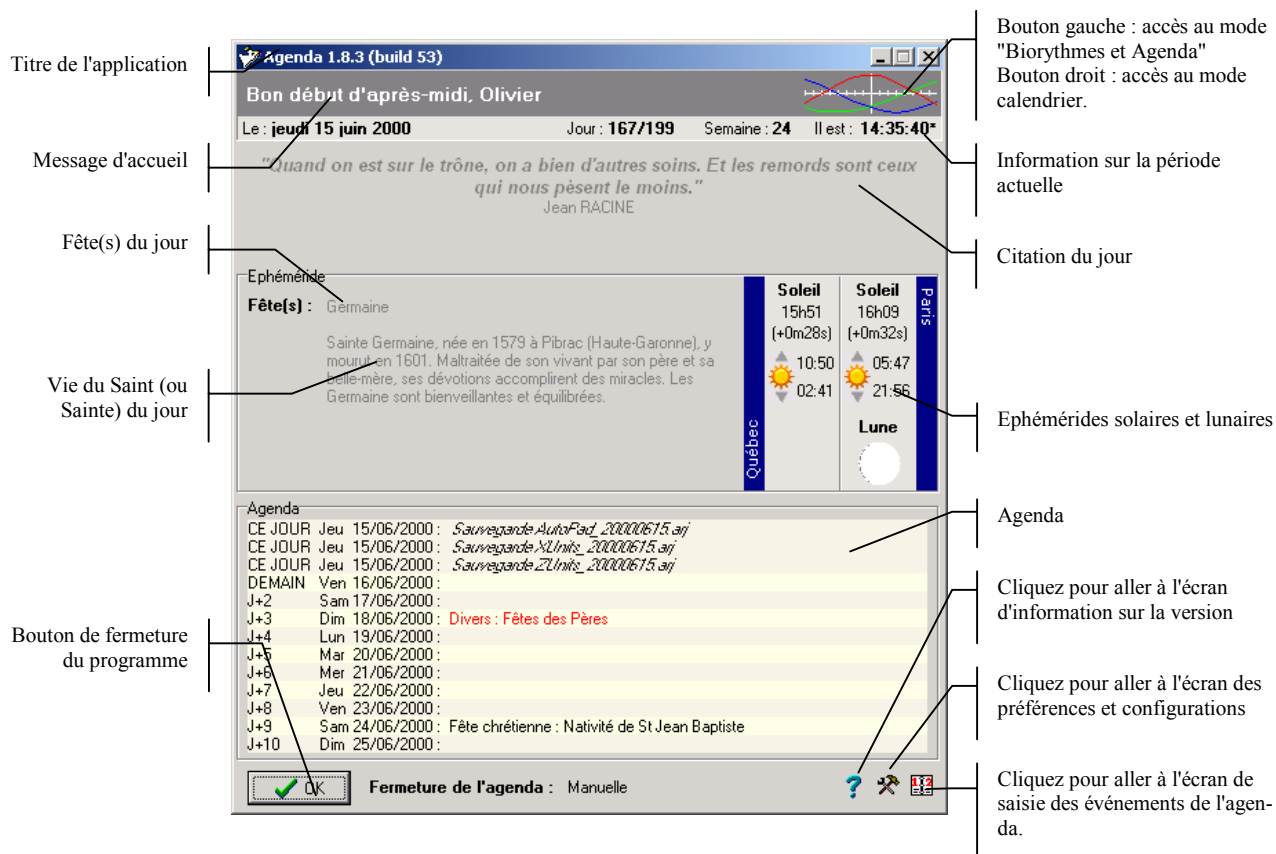 Titre de l'application
Message d'accueil
Fête(s) du jour
Vie du Saint (ou
Sainte) du jour
Bouton de fermeture
du programme
Agenda 1.8.3 (build 53)
Bon début d'après-midi, Olivier
Le : jeudi 15 juin 2000 Jour : 167/199 Semaine : 24 Il est : 14:35:40*
"Quand on est sur le trône, on a bien d'autres soins. Et les remords sont ceux
qui nous pèsent le moins."
Jean RACINE
Ephéméride
Fête(s) : Germaine
Sainte Germaine, née en 1579 à Pibrac (Haute-Garonne), y
mourut en 1601. Maltraitée de son vivant par son père et sa
belle-mère, ses dévotions accomplirent des miracles. Les
Germaine sont bienveillantes et équilibrées.
Québec
Soleil
15h51
(+0m28s)
10:50
02:41
Soleil
16h09
(+0m32s)
05:47
21:56
Lune
Paris
Agenda
CE JOUR Jeu 15/06/2000 : Sauvegarde AutoPad_20000615.arj
CE JOUR Jeu 15/06/2000 : Sauvegarde XUnits_20000615.arj
CE JOUR Jeu 15/06/2000 : Sauvegarde ZUnits_20000615.arj
DEMAIN Ven 16/06/2000 :
J+2 Sam 17/06/2000 :
J+3 Dim 18/06/2000 : Divers : Fêtes des Pères
J+4 Lun 19/06/2000 :
J+5 Mar 20/06/2000 :
J+6 Mer 21/06/2000 :
J+7 Jeu 22/06/2000 :
J+8 Ven 23/06/2000 :
J+9 Sam 24/06/2000 : Fête chrétienne : Nativité de St Jean Baptiste
J+10 Dim 25/06/2000 :
OK Fermeture de l'agenda : Manuelle
Bouton gauche : accès au mode
"Biorythmes et Agenda"
Bouton droit : accès au mode
calendrier.
Information sur la période
actuelle
Citation du jour
Ephémérides solaires et lunaires
Agenda
Cliquez pour aller à l'écran
d'information sur la version
Cliquez pour aller à l'écran des
préférences et configurations
Cliquez pour aller à l'écran de
saisie des événements de l'agen-
da.